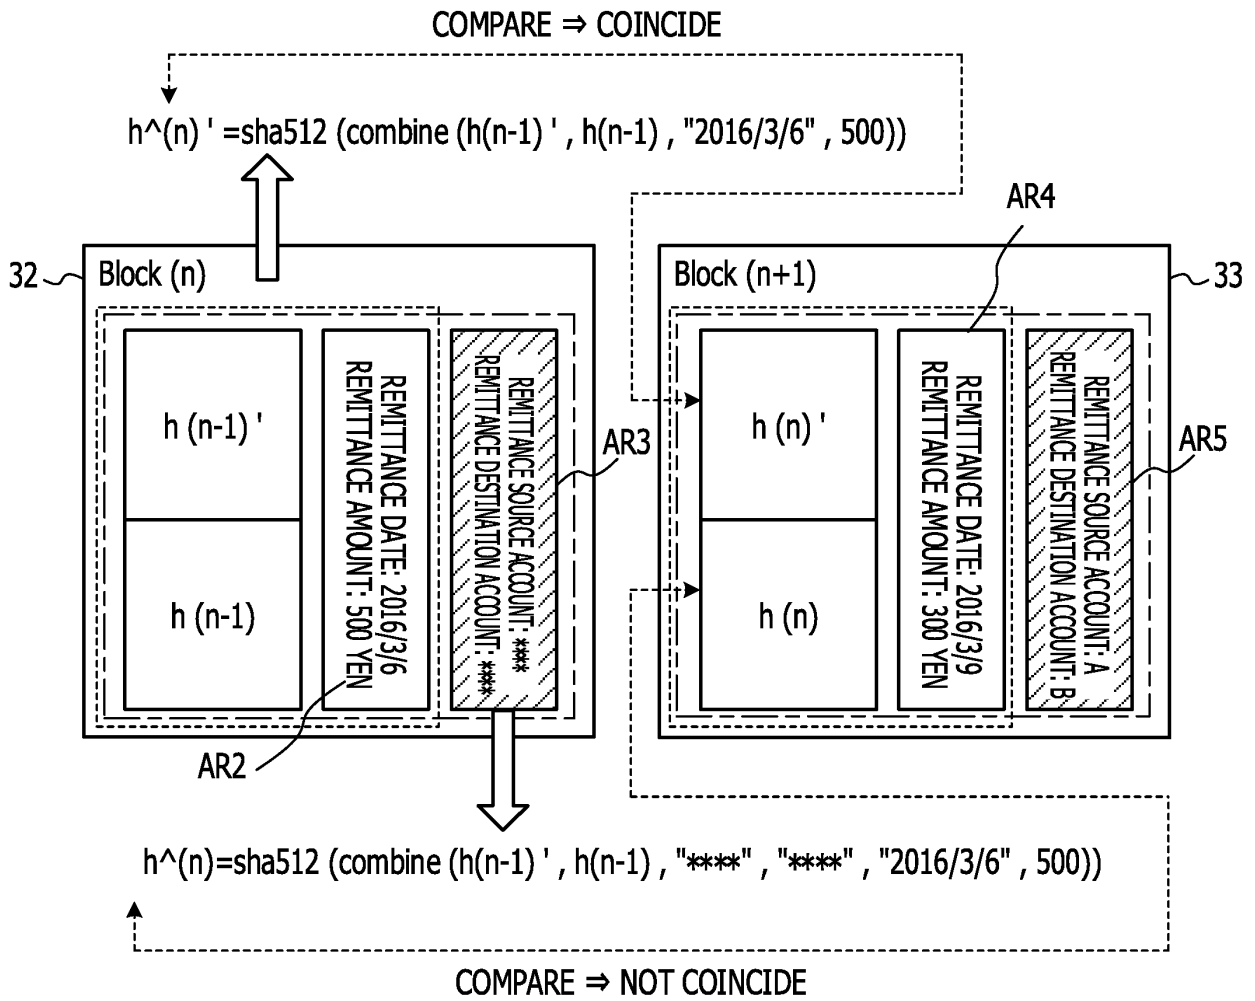 COMPARE ⇒ COINCIDE
h^(n) ' =sha512 (combine (h(n-1) ' , h(n-1) , "2016/3/6" , 500))
AR4
32
Block (n)
Block (n+1)
33
h (n-1) '
h (n-1)
REMITTANCE DATE: 2016/3/6
REMITTANCE AMOUNT: 500 YEN
REMITTANCE SOURCE ACCOUNT: ****
REMITTANCE DESTINATION ACCOUNT: ****
AR3
h (n) '
h (n)
REMITTANCE DATE: 2016/3/9
REMITTANCE AMOUNT: 300 YEN
REMITTANCE SOURCE ACCOUNT: A
REMITTANCE DESTINATION ACCOUNT: B
AR5
AR2
h^(n)=sha512 (combine (h(n-1) ' , h(n-1) , "****" , "****" , "2016/3/6" , 500))
COMPARE ⇒ NOT COINCIDE